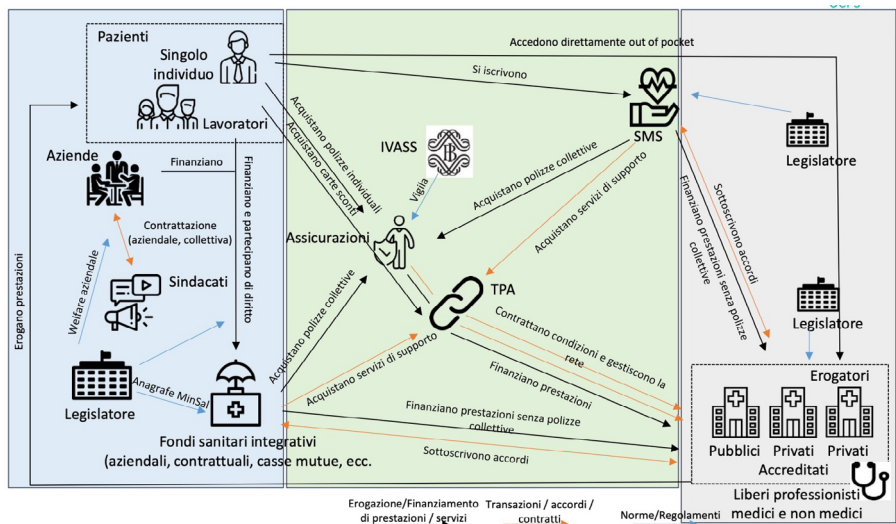 Pazienti
Singolo
individuo
Lavoratori
Accedono direttamente out of pocket
Si iscrivono
SMS
Legislatore
Aziende
Finanziano
IVASS
Vigila
Acquistano polizze individuali
Acquistano carte sconti
Acquistano polizze collettive
Acquistano servizi di supporto
Finanziano prestazioni senza polizze
collettive
Sottoscrivono accordi
Contrattazione
(aziendale, collettiva)
Finanziano e partecipano di diritto
Assicurazioni
Sindacati
Welfare aziendale
Erogano prestazioni
TPA
Legislatore
Acquistano polizze collettive
Acquistano servizi di supporto
Contrattano condizioni e gestiscono la
rete
Finanziano prestazioni
Erogatori
Anagrafe MinSal
Legislatore
Finanziano prestazioni senza polizze
collettive
Pubblici
Privati
Privati
Accreditati
Fondi sanitari integrativi
(aziendali, contrattuali, casse mutue, ecc.
Sottoscrivono accordi
Liberi professionisti
medici e non medici
Erogazione/Finanziamento
di prestazioni / servizi
Transazioni / accordi /
contratti
Norme/Regolamenti